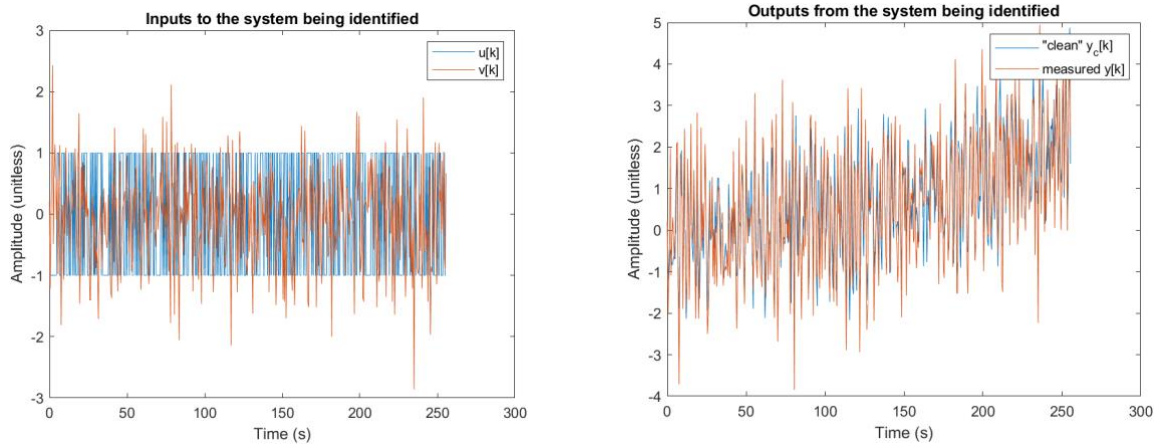 Inputs to the system being identified
u[k]
v[k]
Amplitude (unitless)
3
2
1
0
-1
-2
-3
0 50 100 150 200 250 300
Time (s)
Outputs from the system being identified
"clean" y_c[k]
measured y[k]
Amplitude (unitless)
5
4
3
2
1
0
-1
-2
-3
-4
0 50 100 150 200 250 300
Time (s)